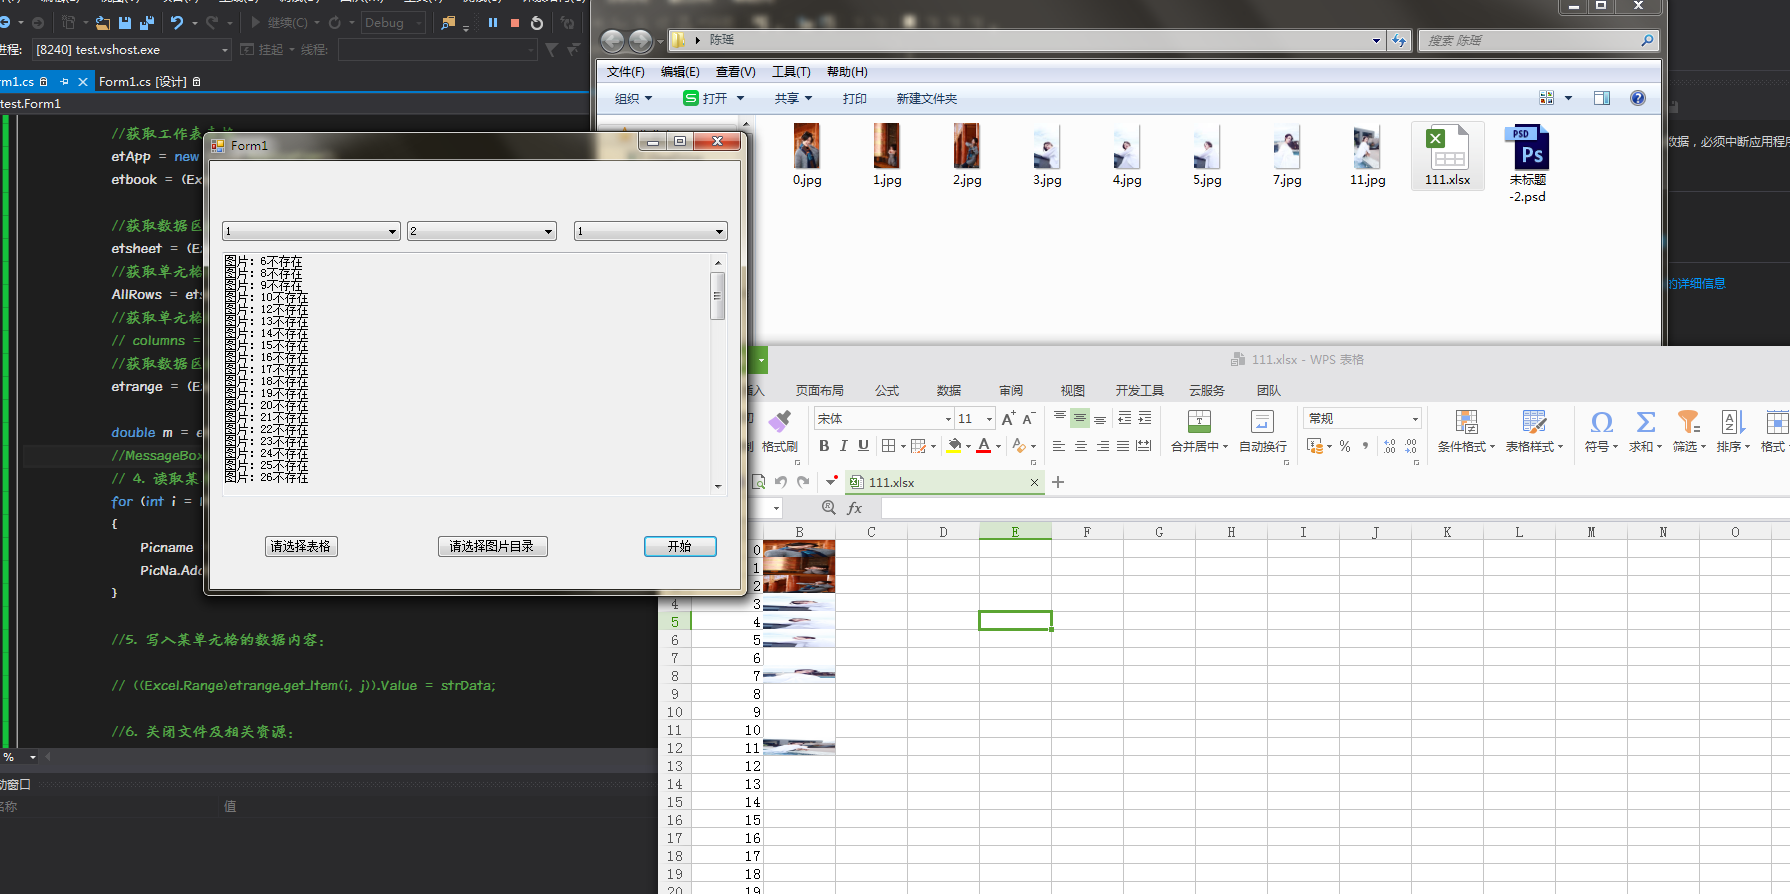 继续(C)
Debug
进程:
[8240] test.vshost.exe
挂起
线程:
rm1.cs
Form1.cs [设计]
test.Form1
//获取工作表表格
etApp = new
etbook = (Ex
//获取数据区
etsheet = (Ex
//获取单元格
AllRows = ets
//获取单元格
// columns =
//获取数据区
etrange = (Ex
double m = e
//MessageBox
// 4. 读取某
for (int i =
{
Picname
PicNa.Add
}
//5. 写入某单元格的数据内容:
// ((Excel.Range)etrange.get_Item(i, j)).Value = strData;
//6. 关闭文件及相关资源:
%
动窗口
名称
值
Form1
1
2
1
图片: 6不存在
图片: 8不存在
图片: 9不存在
图片: 10不存在
图片: 12不存在
图片: 13不存在
图片: 14不存在
图片: 15不存在
图片: 16不存在
图片: 17不存在
图片: 18不存在
图片: 19不存在
图片: 20不存在
图片: 21不存在
图片: 22不存在
图片: 23不存在
图片: 24不存在
图片: 25不存在
图片: 26不存在
请选择表格
请选择图片目录
开始
陈瑶
搜索 陈瑶
文件(F)
编辑(E)
查看(V)
工具(T)
帮助(H)
组织
打开
共享
打印
新建文件夹
0.jpg
1.jpg
2.jpg
3.jpg
4.jpg
5.jpg
7.jpg
11.jpg
111.xlsx
PSD
Ps
未标题
-2.psd
数据，必须中断应用程序
的详细信息
111.xlsx - WPS 表格
插入
页面布局
公式
数据
审阅
视图
开发工具
云服务
团队
格式刷
宋体
11
B I U
合并居中
自动换行
常规
条件格式
表格样式
符号
求和
筛选
排序
格式
111.xlsx
fx
B C D E F G H I J K L M N O
0
1
2
4 3
5 4
6 5
7 6
8 7
9 8
10 9
11 10
12 11
13 12
14 13
15 14
16 15
17 16
18 17
19 18
20 19